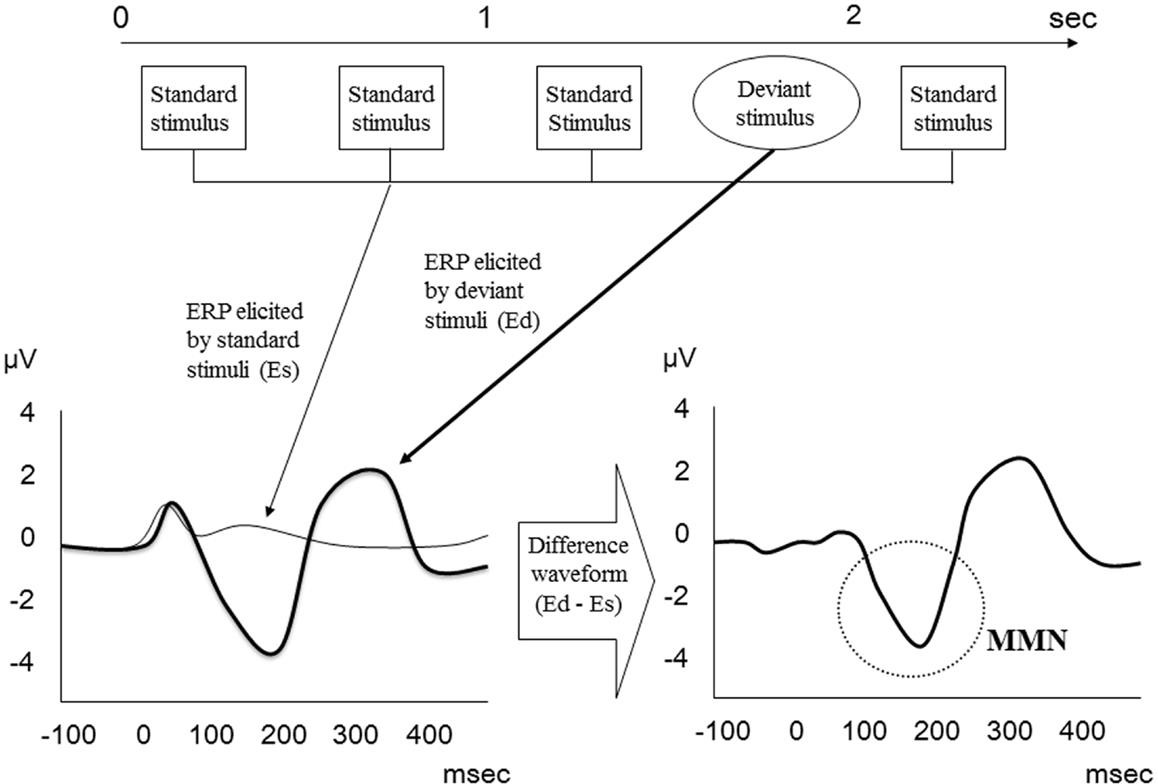 0 1 2 sec
Standard
stimulus
Standard
stimulus
Standard
Stimulus
Deviant
stimulus
Standard
stimulus
ERP elicited
by deviant
stimuli (Ed)
ERP elicited
by standard
stimuli (Es)
µV
4
2
0
-2
-4
-100 0 100 200 300 400
msec
Difference
waveform
(Ed - Es)
µV
4
2
0
-2
-4
MMN
-100 0 100 200 300 400
msec